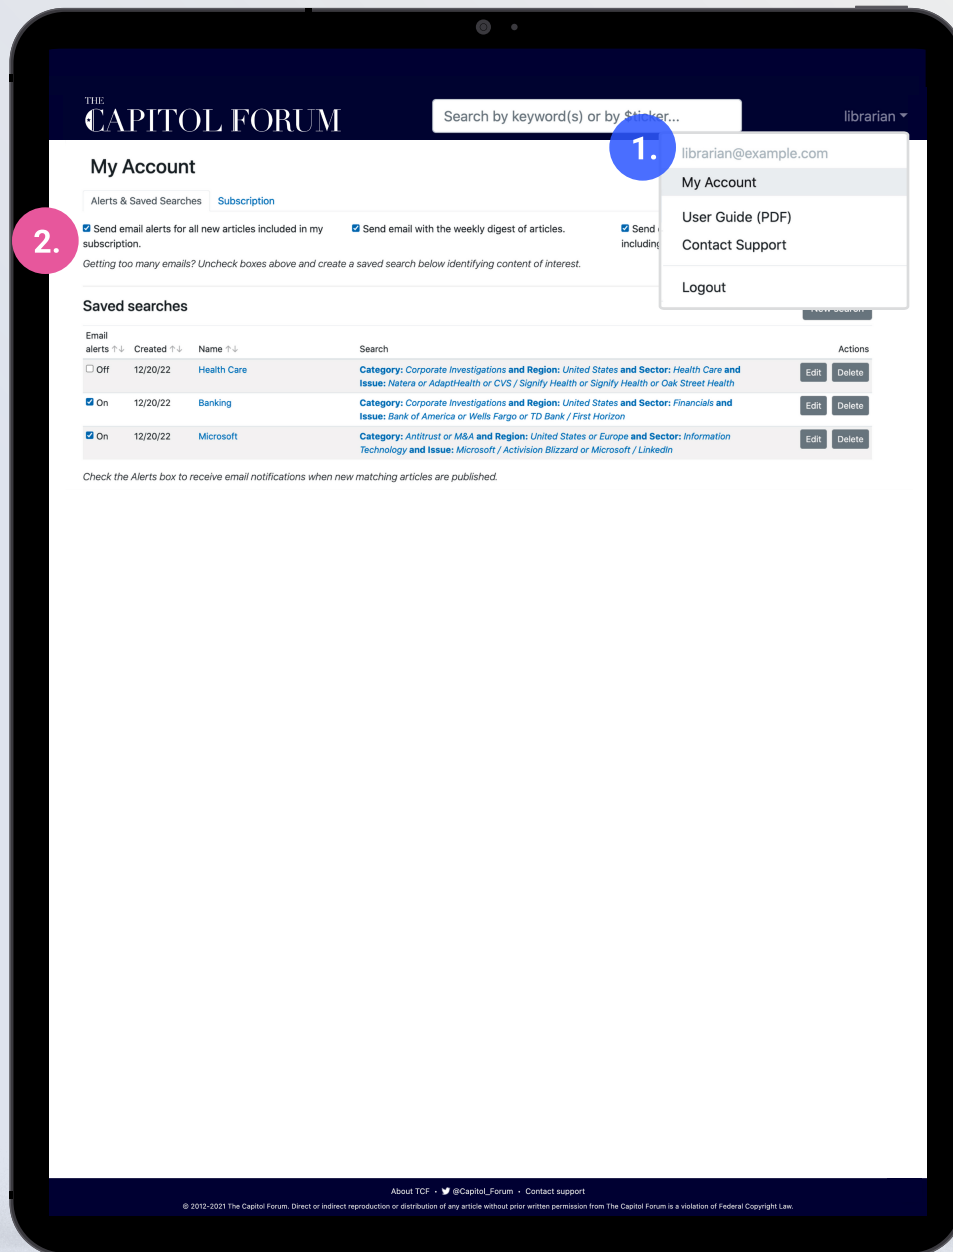 THE
CAPITOL FORUM
Search by keyword(s) or by $ticker...
librarian
1.
librarian@example.com
My Account
User Guide (PDF)
Contact Support
Logout
My Account
Alerts & Saved Searches Subscription
2.
Send email alerts for all new articles included in my
subscription.
Send email with the weekly digest of articles.
Send
including
Getting too many emails? Uncheck boxes above and create a saved search below identifying content of interest.
Saved searches
New Search
Email
alerts ↑↓ Created ↑↓ Name ↑↓ Search Actions
Off 12/20/22 Health Care Category: Corporate Investigations and Region: United States and Sector: Health Care and
Issue: Natera or AdaptHealth or CVS / Signify Health or Signify Health or Oak Street Health
Edit Delete
On 12/20/22 Banking Category: Corporate Investigations and Region: United States and Sector: Financials and
Issue: Bank of America or Wells Fargo or TD Bank / First Horizon
Edit Delete
On 12/20/22 Microsoft Category: Antitrust or M&A and Region: United States or Europe and Sector: Information
Technology and Issue: Microsoft / Activision Blizzard or Microsoft / LinkedIn
Edit Delete
Check the Alerts box to receive email notifications when new matching articles are published.
About TCF · @Capitol_Forum · Contact support
© 2012-2021 The Capitol Forum. Direct or indirect reproduction or distribution of any article without prior written permission from The Capitol Forum is a violation of Federal Copyright Law.